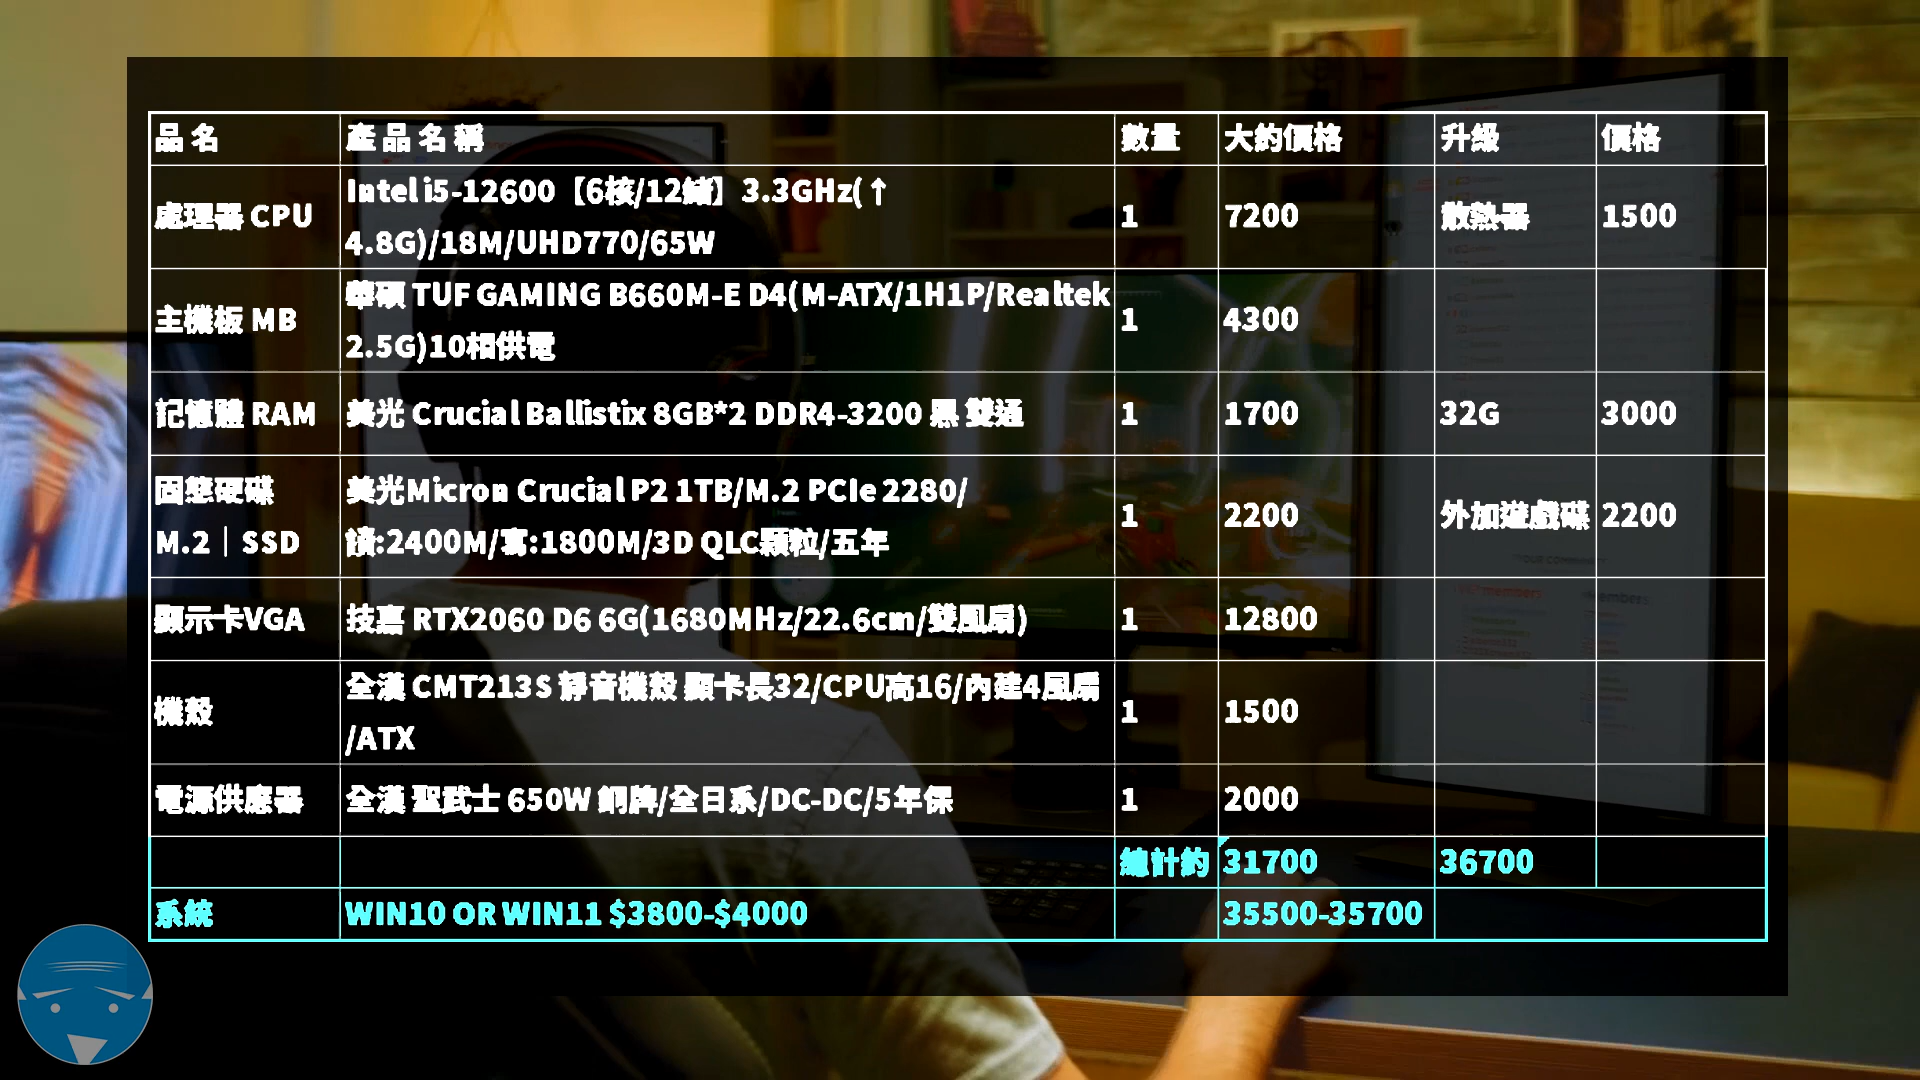 品 名 產 品 名 稱 數量 大約價格 升級 價格
處理器 CPU Intel i5-12600【6核/12緒】3.3GHz(↑
4.8G)/18M/UHD770/65W 1 7200 散熱器 1500
主機板 MB 華碩 TUF GAMING B660M-E D4(M-ATX/1H1P/Realtek
2.5G)10相供電 1 4300
記憶體 RAM 美光 Crucial Ballistix 8GB*2 DDR4-3200 黑 雙通 1 1700 32G 3000
固態硬碟
M.2｜SSD 美光Micron Crucial P2 1TB/M.2 PCIe 2280/
讀:2400M/寫:1800M/3D QLC顆粒/五年 1 2200 外加遊戲碟 2200
顯示卡VGA 技嘉 RTX2060 D6 6G(1680MHz/22.6cm/雙風扇) 1 12800
機殼 全漢 CMT213S 靜音機殼 顯卡長32/CPU高16/內建4風扇
/ATX 1 1500
電源供應器 全漢 聖武士 650W 銅牌/全日系/DC-DC/5年保 1 2000
總計約 31700 36700
系統 WIN10 OR WIN11 $3800-$4000 35500-35700